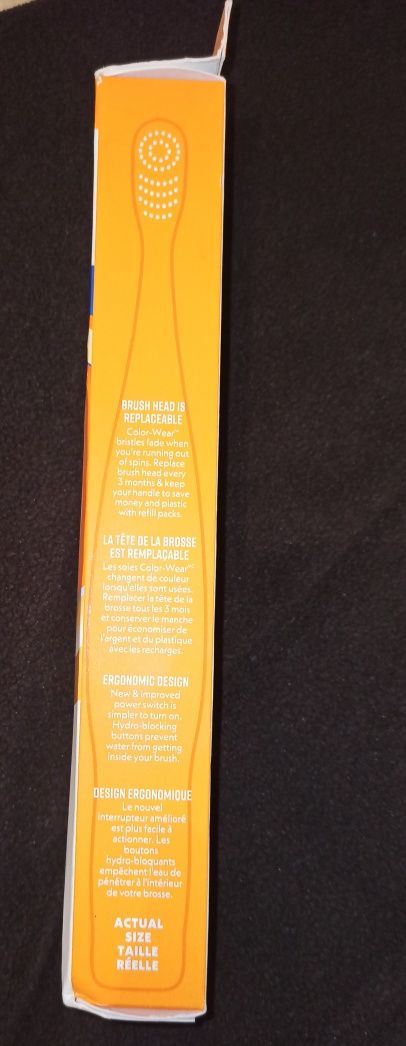 BRUSH HEAD IS
REPLACEABLE
Color-Wear™
bristles fade when
you're running out
of spins. Replace
brush head every
3 months & keep
your handle to save
money and plastic
with refill packs.
LA TÊTE DE LA BROSSE
EST REMPLAÇABLE
Les soies Color-Wear™ᶜ
changent de couleur
lorsqu'elles sont usées.
Remplacer la tête de la
brosse tous les 3 mois
et conserver le manche
pour économiser de
l'argent et du plastique
avec les recharges.
ERGONOMIC DESIGN
New & improved
power switch is
simpler to turn on.
Hydro-blocking
buttons prevent
water from getting
inside your brush.
DESIGN ERGONOMIQUE
Le nouvel
interrupteur amélioré
est plus facile à
actionner. Les
boutons
hydro-bloquants
empêchent l'eau de
pénétrer à l'intérieur
de votre brosse.
ACTUAL
SIZE
TAILLE
RÉELLE